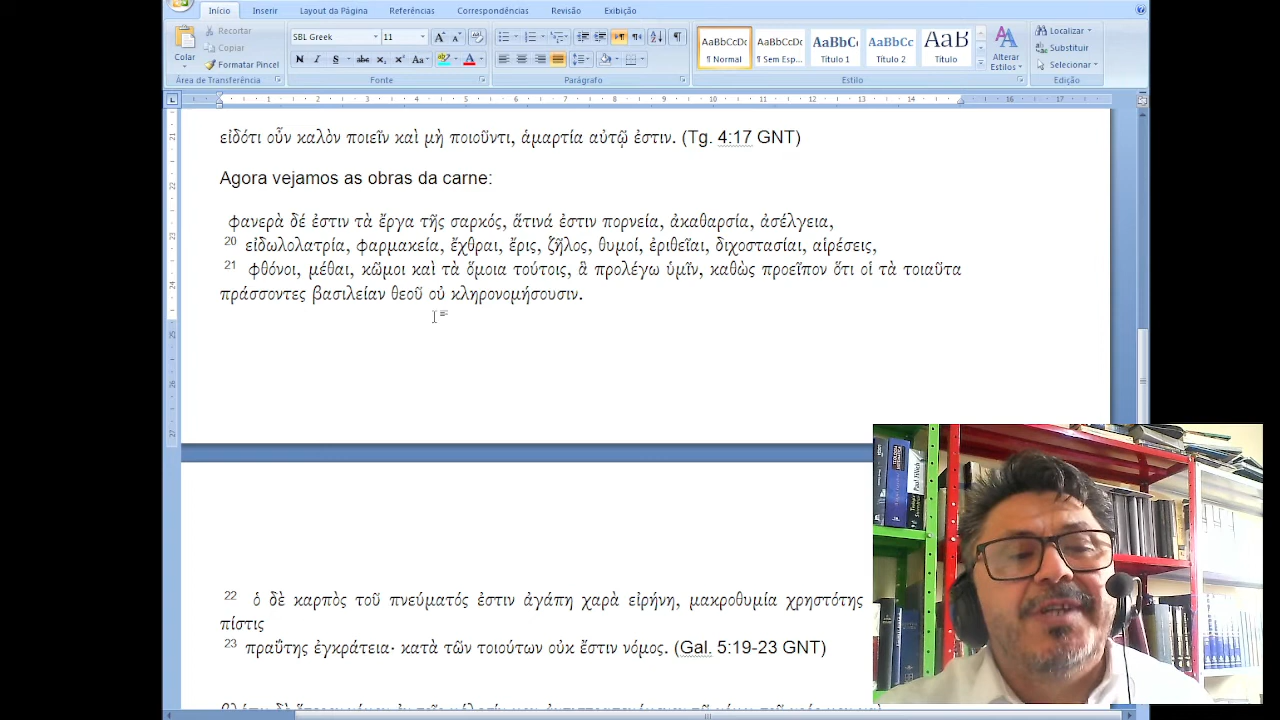 Início Inserir Layout da Página Referências Correspondências Revisão Exibição
Recortar
Copiar
Formatar Pincel
Colar
SBL Greek 11
AaBbCcDc AaBbCcDc AaBbC AaBbCc AaB
¶ Normal ¶ Sem Esp... Título 1 Título 2 Título
Alterar Estilos
Localizar
Substituir
Selecionar
Área de Transferência Fonte Parágrafo Estilo Edição
εἰδότι οὖν καλὸν ποιεῖν καὶ μὴ ποιοῦντι, ἁμαρτία αὐτῷ ἐστιν. (Tg. 4:17 GNT)
Agora vejamos as obras da carne:
φανερὰ δέ ἐστιν τὰ ἔργα τῆς σαρκός, ἅτινά ἐστιν πορνεία, ἀκαθαρσία, ἀσέλγεια,
20 εἰδωλολατρία, φαρμακεία, ἔχθραι, ἔρις, ζῆλος, θυμοί, ἐριθεῖαι, διχοστασίαι, αἱρέσεις,
21 φθόνοι, μέθαι, κῶμοι καὶ τὰ ὅμοια τούτοις, ἃ προλέγω ὑμῖν, καθὼς προεῖπον ὅτι οἱ τὰ τοιαῦτα
πράσσοντες βασιλείαν θεοῦ οὐ κληρονομήσουσιν.
22 ὁ δὲ καρπὸς τοῦ πνεύματός ἐστιν ἀγάπη χαρὰ εἰρήνη, μακροθυμία χρηστότης
πίστις
23 πραΰτης ἐγκράτεια· κατὰ τῶν τοιούτων οὐκ ἔστιν νόμος. (Gal. 5:19-23 GNT)